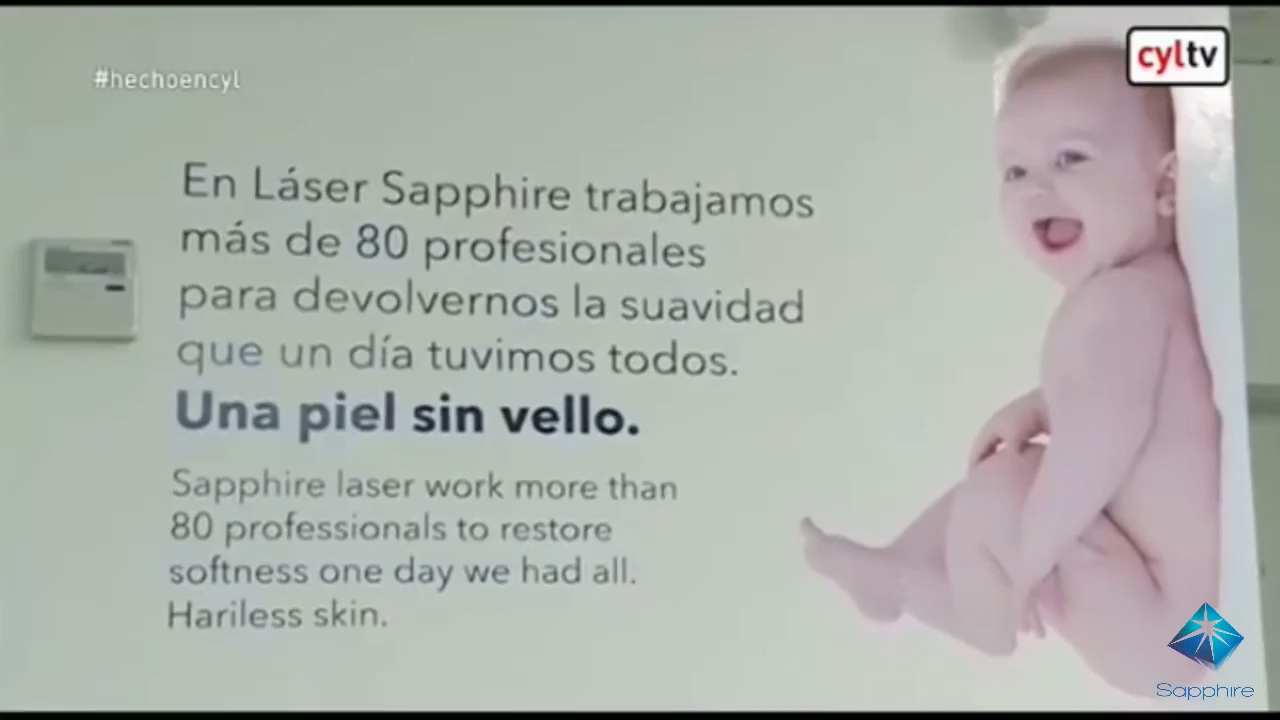 #hechoencyl
cyltv
En Láser Sapphire trabajamos
más de 80 profesionales
para devolvernos la suavidad
que un día tuvimos todos.
Una piel sin vello.
Sapphire laser work more than
80 professionals to restore
softness one day we had all.
Hariless skin.
Sapphire